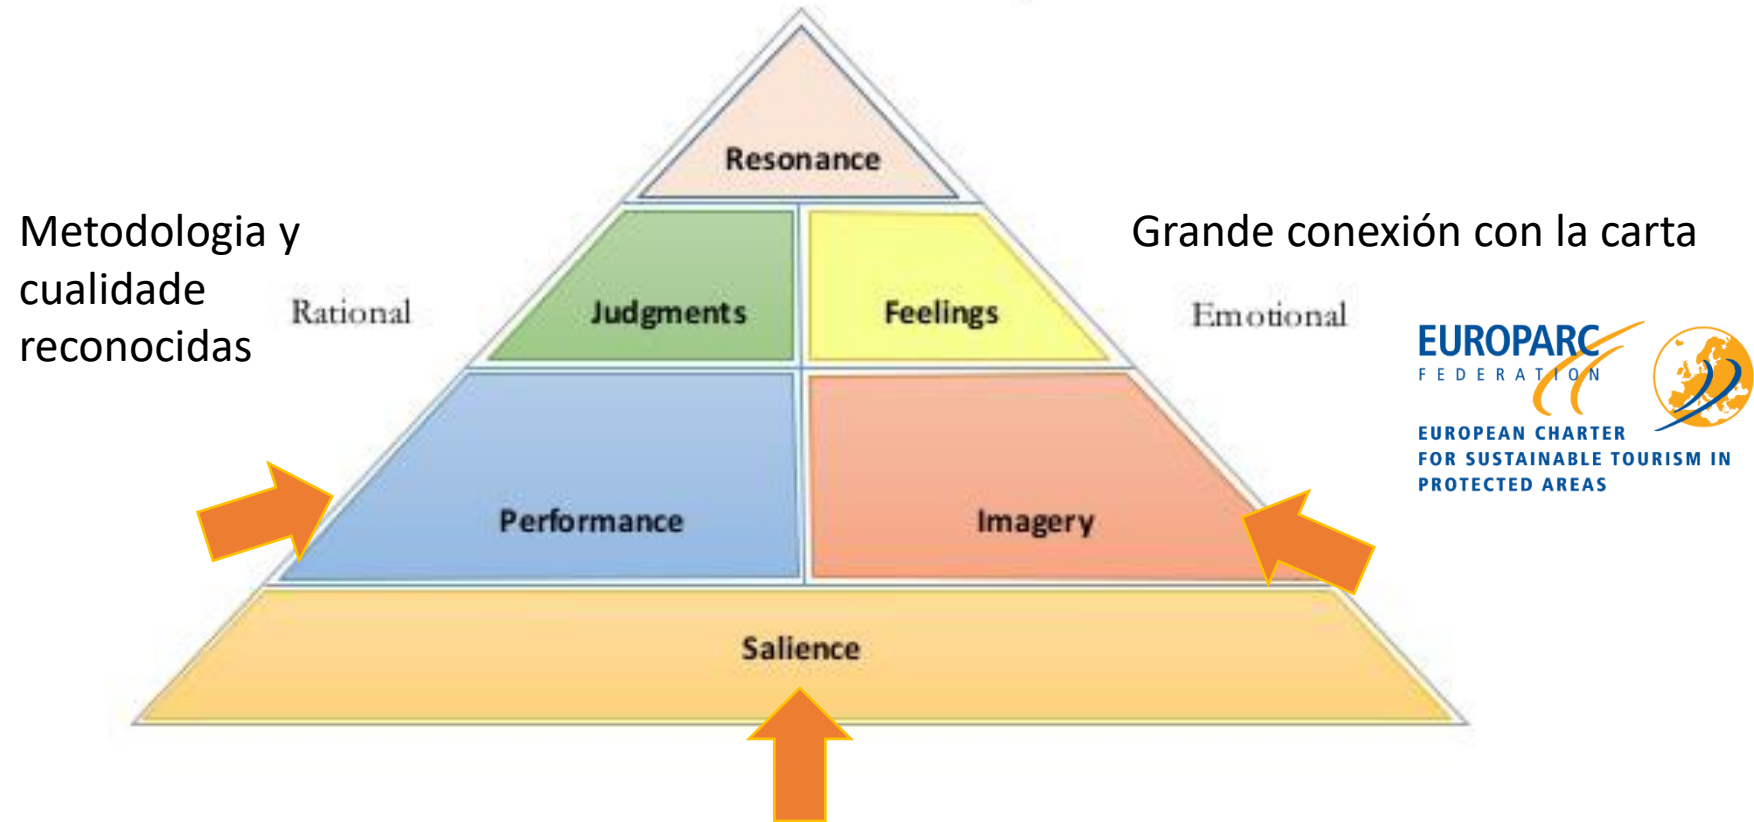 Resonance
Metodologia y
cualidade
reconocidas
Grande conexión con la carta
Rational
Judgments
Feelings
Emotional
EUROPARC
FEDERATION
EUROPEAN CHARTER
FOR SUSTAINABLE TOURISM IN
PROTECTED AREAS
Performance
Imagery
Salience